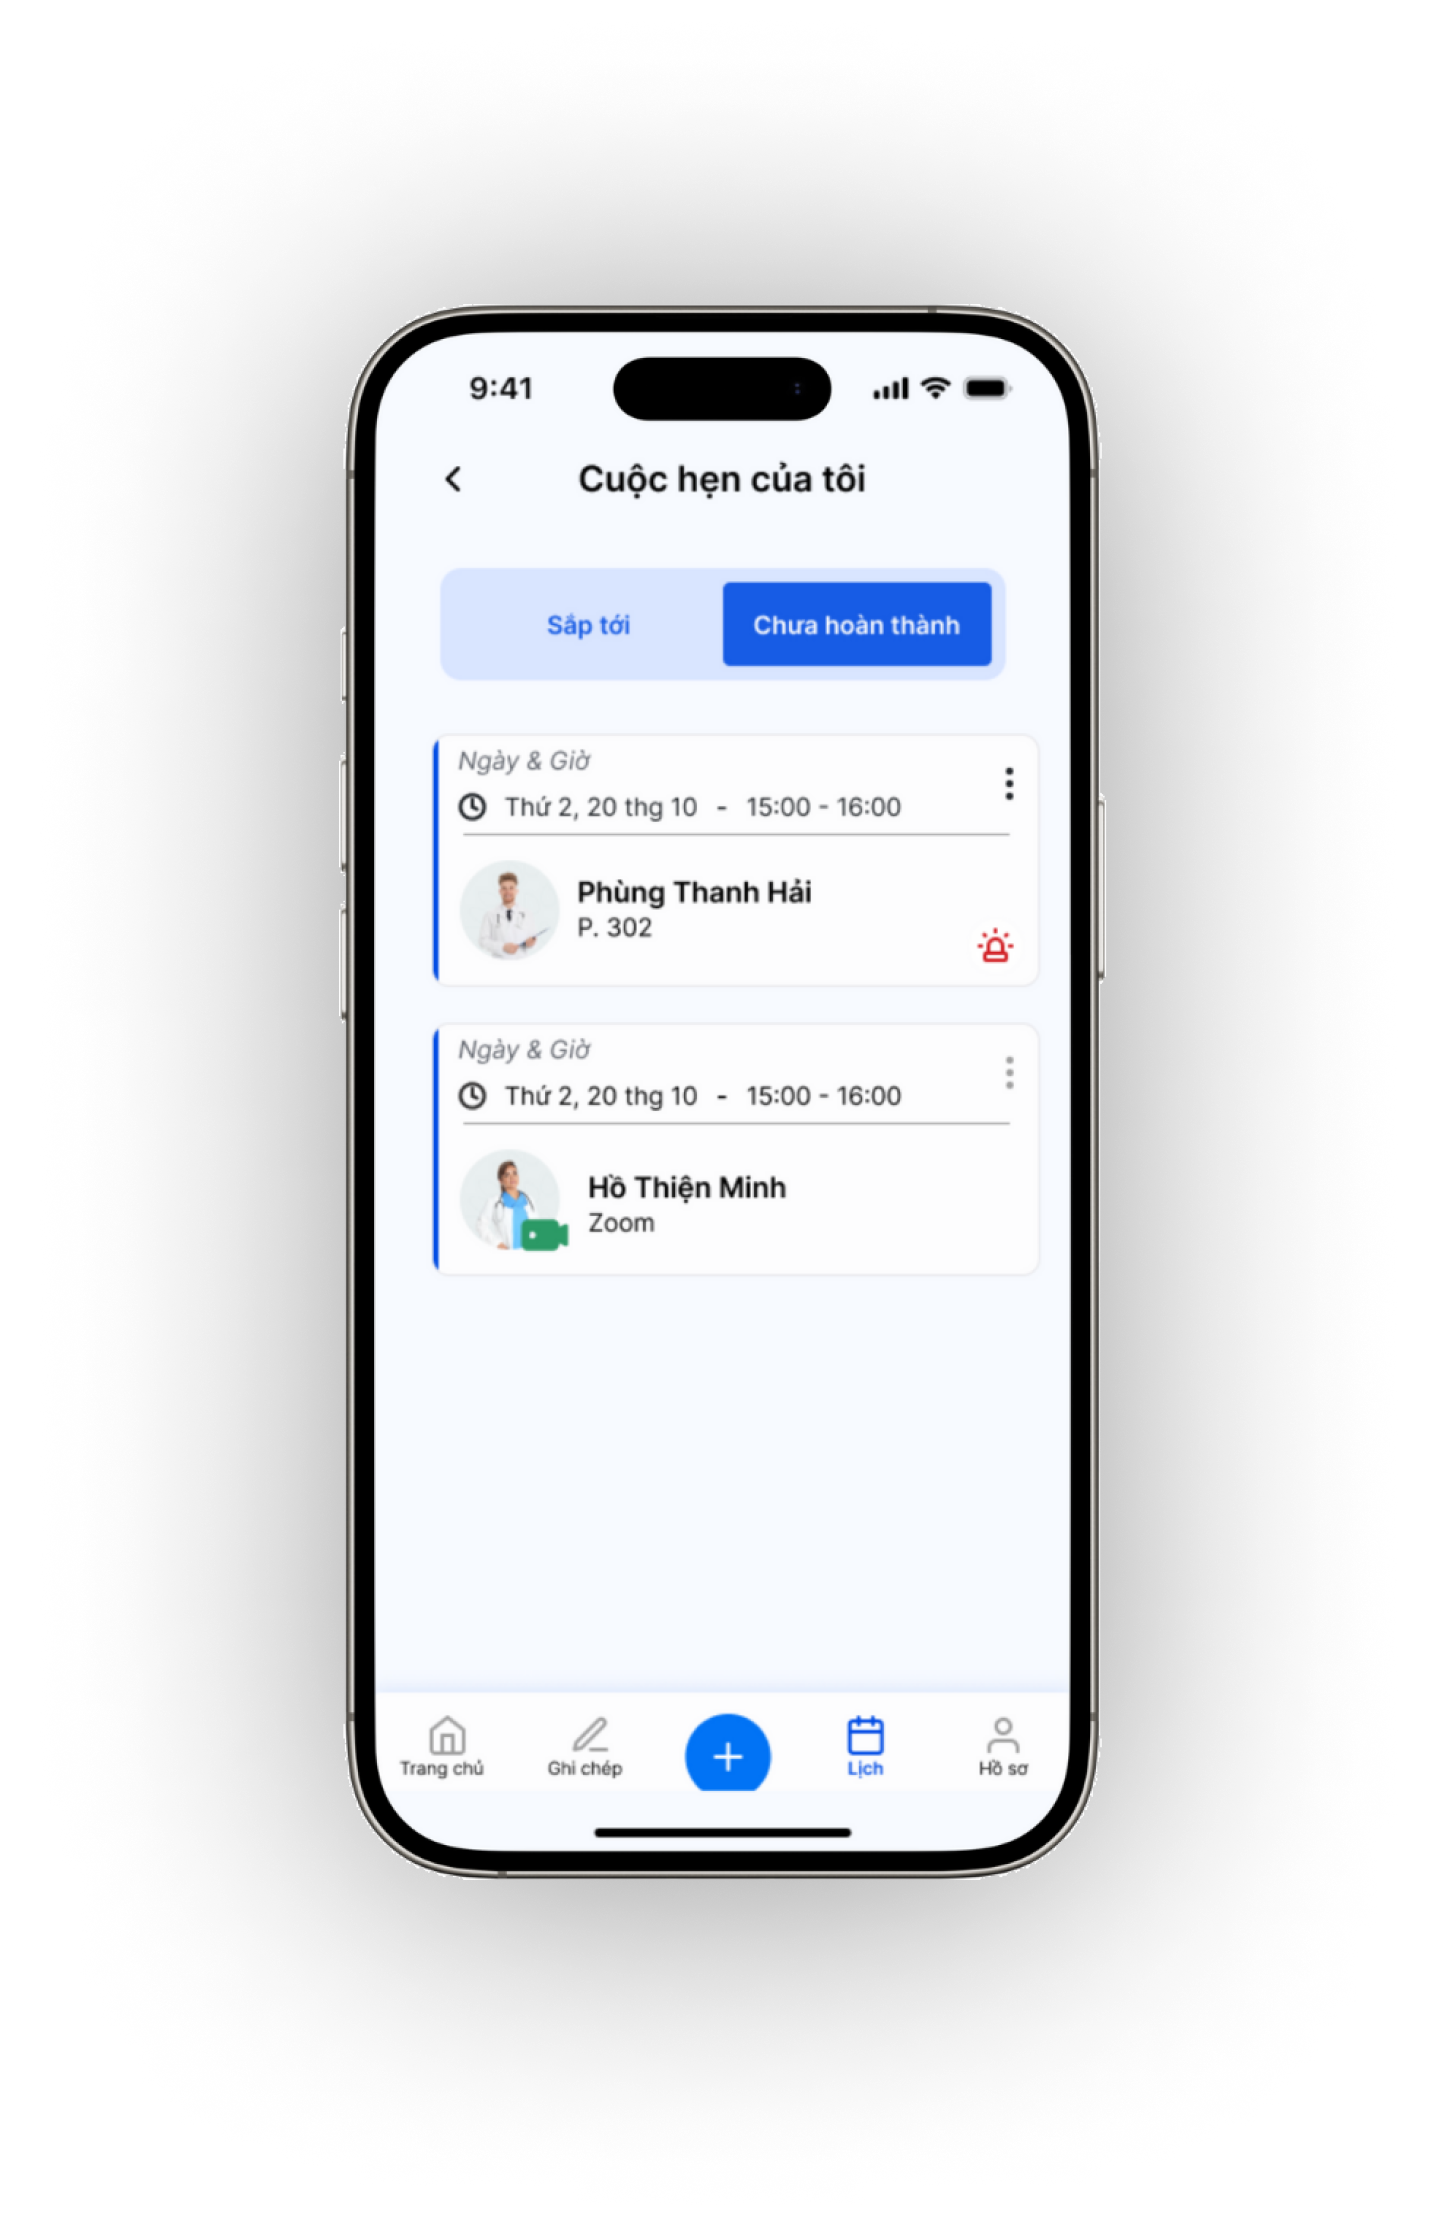 9:41
Cuộc hẹn của tôi
Sắp tới
Chưa hoàn thành
Ngày & Giờ
Thứ 2, 20 thg 10 - 15:00 - 16:00
Phùng Thanh Hải
P. 302
Ngày & Giờ
Thứ 2, 20 thg 10 - 15:00 - 16:00
Hồ Thiện Minh
Zoom
Trang chủ
Ghi chép
Lịch
Hồ sơ